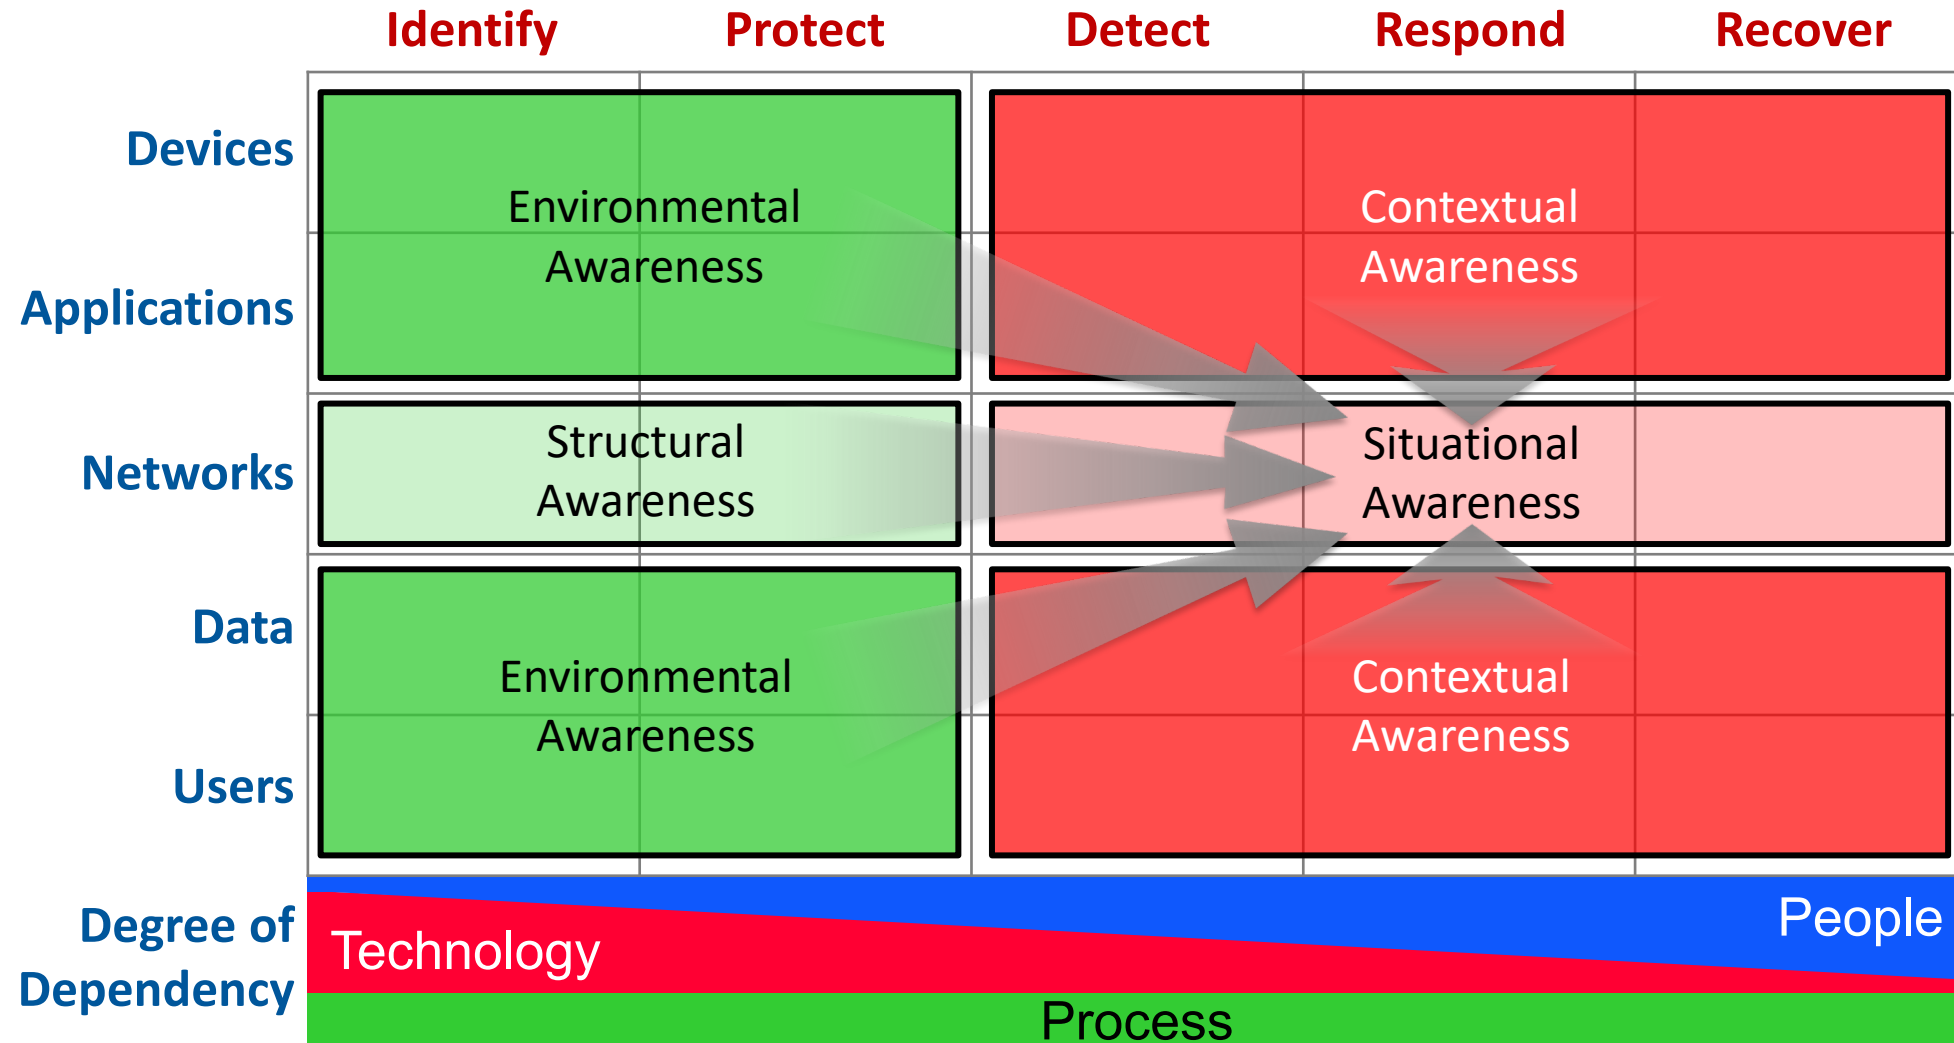 Identify Protect Detect Respond Recover
Devices
Environmental
Awareness
Contextual
Awareness
Applications
Networks
Structural
Awareness
Situational
Awareness
Data
Environmental
Awareness
Contextual
Awareness
Users
Degree of
Dependency
Technology
People
Process